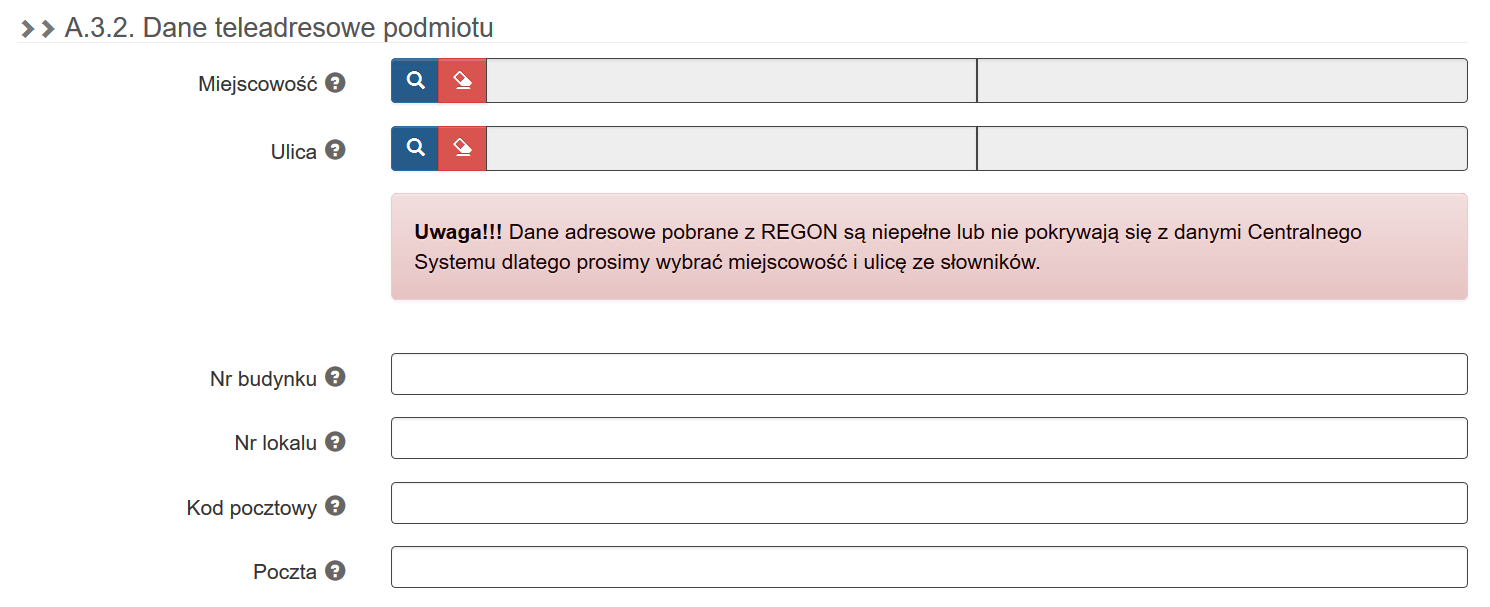 A.3.2. Dane teleadresowe podmiotu
Miejscowość
Ulica
Uwaga!!! Dane adresowe pobrane z REGON są niepełne lub nie pokrywają się z danymi Centralnego
Systemu dlatego prosimy wybrać miejscowość i ulicę ze słowników.
Nr budynku
Nr lokalu
Kod pocztowy
Poczta